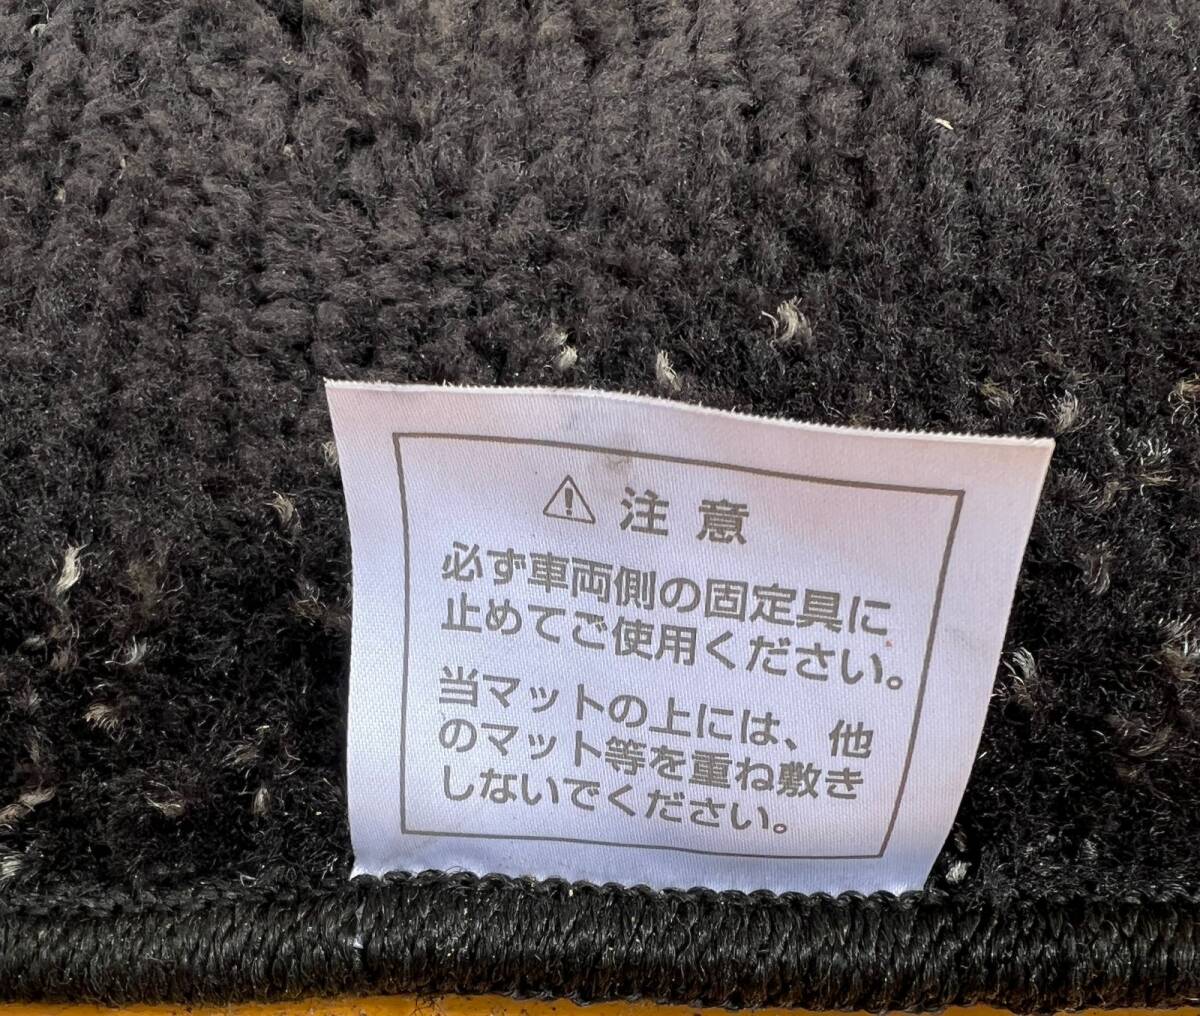 ⚠ 注意
必ず車両側の固定具に
止めてご使用ください。
当マットの上には、他
のマット等を重ね敷き
しないでください。